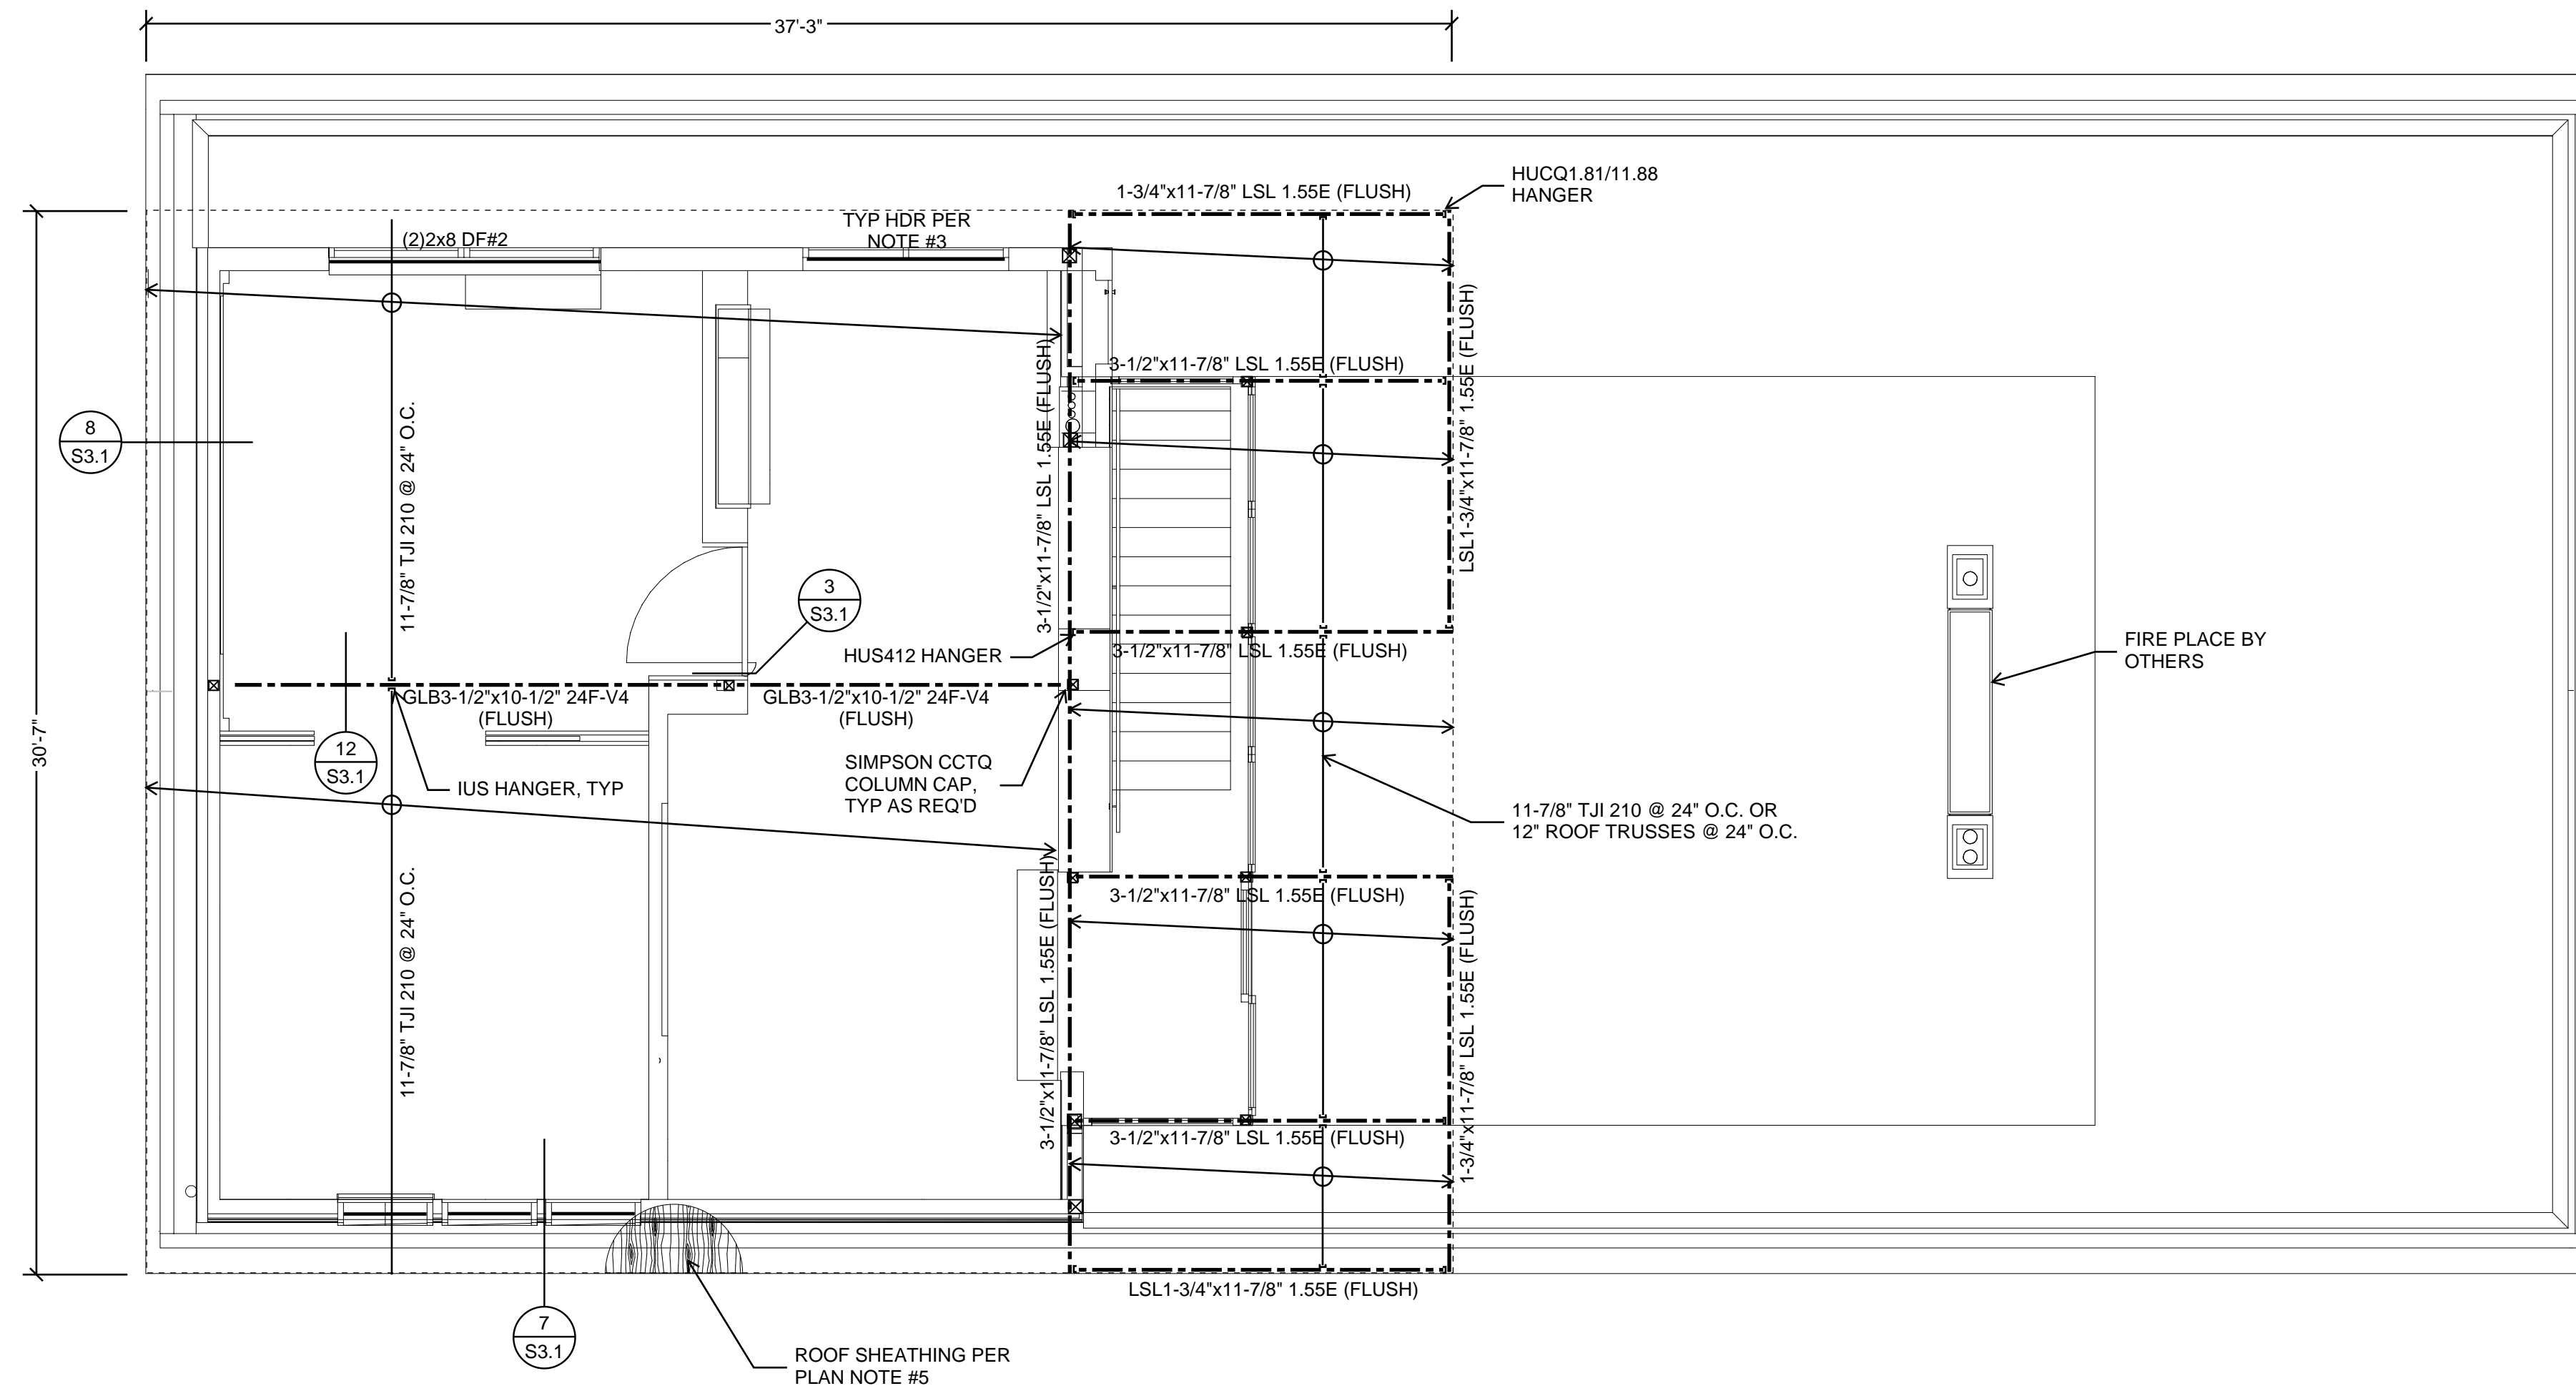 37'-3"
HUCQ1.81/11.88
HANGER
1-3/4"x11-7/8" LSL 1.55E (FLUSH)
TYP HDR PER
NOTE #3
(2)2x8 DF#2
3-1/2"x11-7/8" LSL 1.55E (FLUSH)
LSL1-3/4"x11-7/8" 1.55E (FLUSH)
3-1/2"x11-7/8" LSL 1.55E (FLUSH)
11-7/8" TJI 210 @ 24" O.C.
8
S3.1
3
S3.1
HUS412 HANGER
3-1/2"x11-7/8" LSL 1.55E (FLUSH)
FIRE PLACE BY
OTHERS
GLB3-1/2"x10-1/2" 24F-V4
(FLUSH)
GLB3-1/2"x10-1/2" 24F-V4
(FLUSH)
30'-7"
12
S3.1
IUS HANGER, TYP
SIMPSON CCTQ
COLUMN CAP,
TYP AS REQ'D
11-7/8" TJI 210 @ 24" O.C. OR
12" ROOF TRUSSES @ 24" O.C.
3-1/2"x11-7/8" LSL 1.55E (FLUSH)
11-7/8" TJI 210 @ 24" O.C.
3-1/2"x11-7/8" LSL 1.55E (FLUSH)
1-3/4"x11-7/8" LSL 1.55E (FLUSH)
3-1/2"x11-7/8" LSL 1.55E (FLUSH)
LSL1-3/4"x11-7/8" 1.55E (FLUSH)
7
S3.1
ROOF SHEATHING PER
PLAN NOTE #5